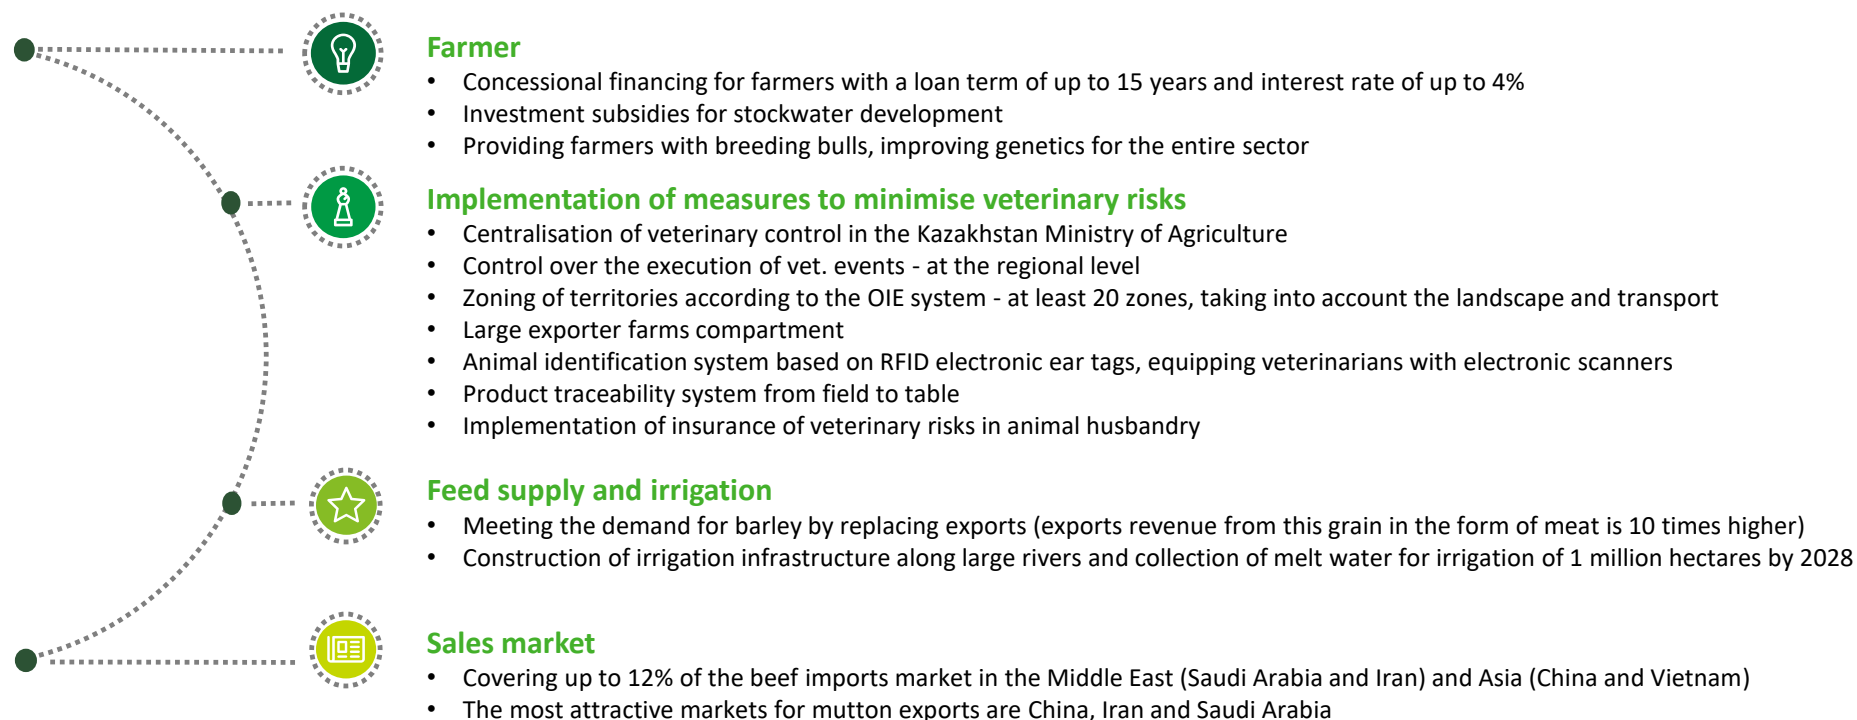 Farmer
• Concessional financing for farmers with a loan term of up to 15 years and interest rate of up to 4%
• Investment subsidies for stockwater development
• Providing farmers with breeding bulls, improving genetics for the entire sector
Implementation of measures to minimise veterinary risks
• Centralisation of veterinary control in the Kazakhstan Ministry of Agriculture
• Control over the execution of vet. events - at the regional level
• Zoning of territories according to the OIE system - at least 20 zones, taking into account the landscape and transport
• Large exporter farms compartment
• Animal identification system based on RFID electronic ear tags, equipping veterinarians with electronic scanners
• Product traceability system from field to table
• Implementation of insurance of veterinary risks in animal husbandry
Feed supply and irrigation
• Meeting the demand for barley by replacing exports (exports revenue from this grain in the form of meat is 10 times higher)
• Construction of irrigation infrastructure along large rivers and collection of melt water for irrigation of 1 million hectares by 2028
Sales market
• Covering up to 12% of the beef imports market in the Middle East (Saudi Arabia and Iran) and Asia (China and Vietnam)
• The most attractive markets for mutton exports are China, Iran and Saudi Arabia